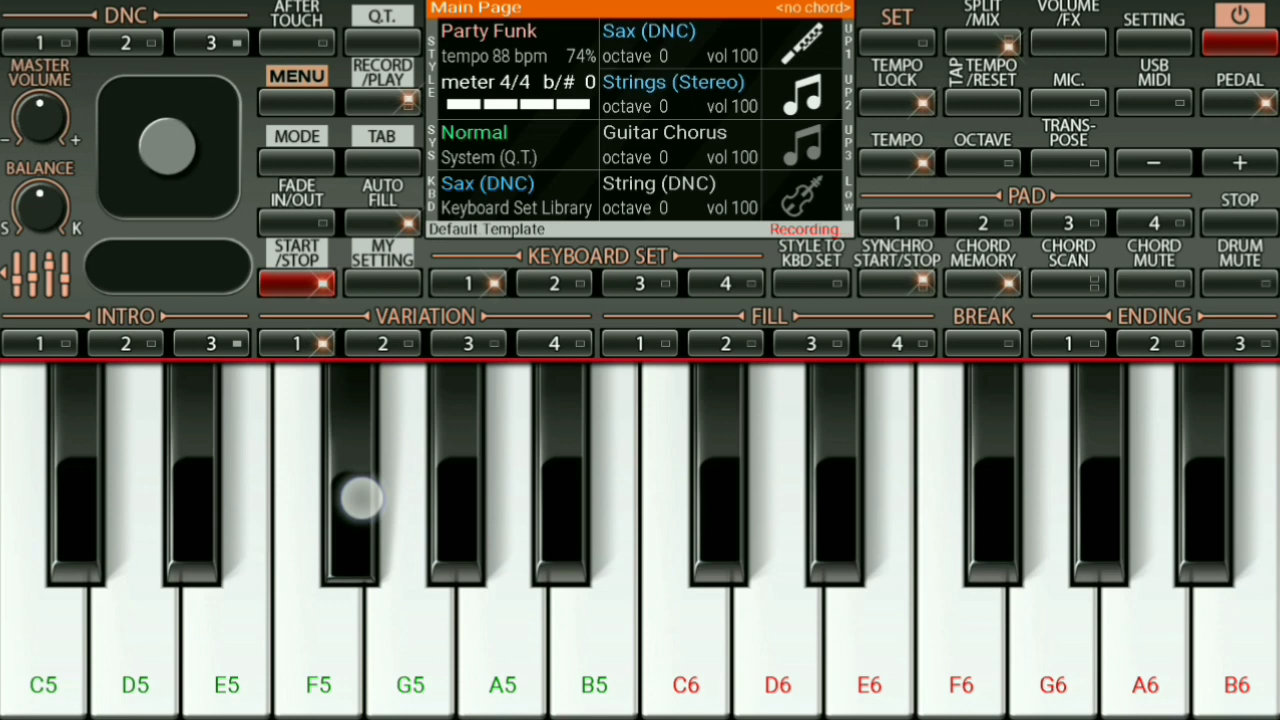 DNC
1 2 3
AFTER TOUCH
Q.T.
MASTER VOLUME
- +
MENU
RECORD /PLAY
MODE
TAB
BALANCE
S K
FADE IN/OUT
AUTO FILL
START /STOP
MY SETTING
Main Page <no chord>
STYLE
Party Funk
tempo 88 bpm 74%
meter 4/4 b/# 0
SYS
Normal
System (Q.T.)
KBD
Sax (DNC)
Keyboard Set Library
Sax (DNC)
octave 0 vol 100
UP1
Strings (Stereo)
octave 0 vol 100
UP2
Guitar Chorus
octave 0 vol 100
UP3
String (DNC)
octave 0 vol 100
Low
Default Template
Recording...
KEYBOARD SET
1 2 3 4
STYLE TO KBD SET
SET
SPLIT /MIX
VOLUME /FX
SETTING
TEMPO LOCK
TAP TEMPO /RESET
MIC.
USB MIDI
PEDAL
TEMPO
OCTAVE
TRANS- POSE
− +
PAD
1 2 3 4
STOP
SYNCHRO START/STOP
CHORD MEMORY
CHORD SCAN
CHORD MUTE
DRUM MUTE
INTRO
1 2 3
VARIATION
1 2 3 4
FILL
1 2 3 4
BREAK
ENDING
1 2 3
C5 D5 E5 F5 G5 A5 B5 C6 D6 E6 F6 G6 A6 B6